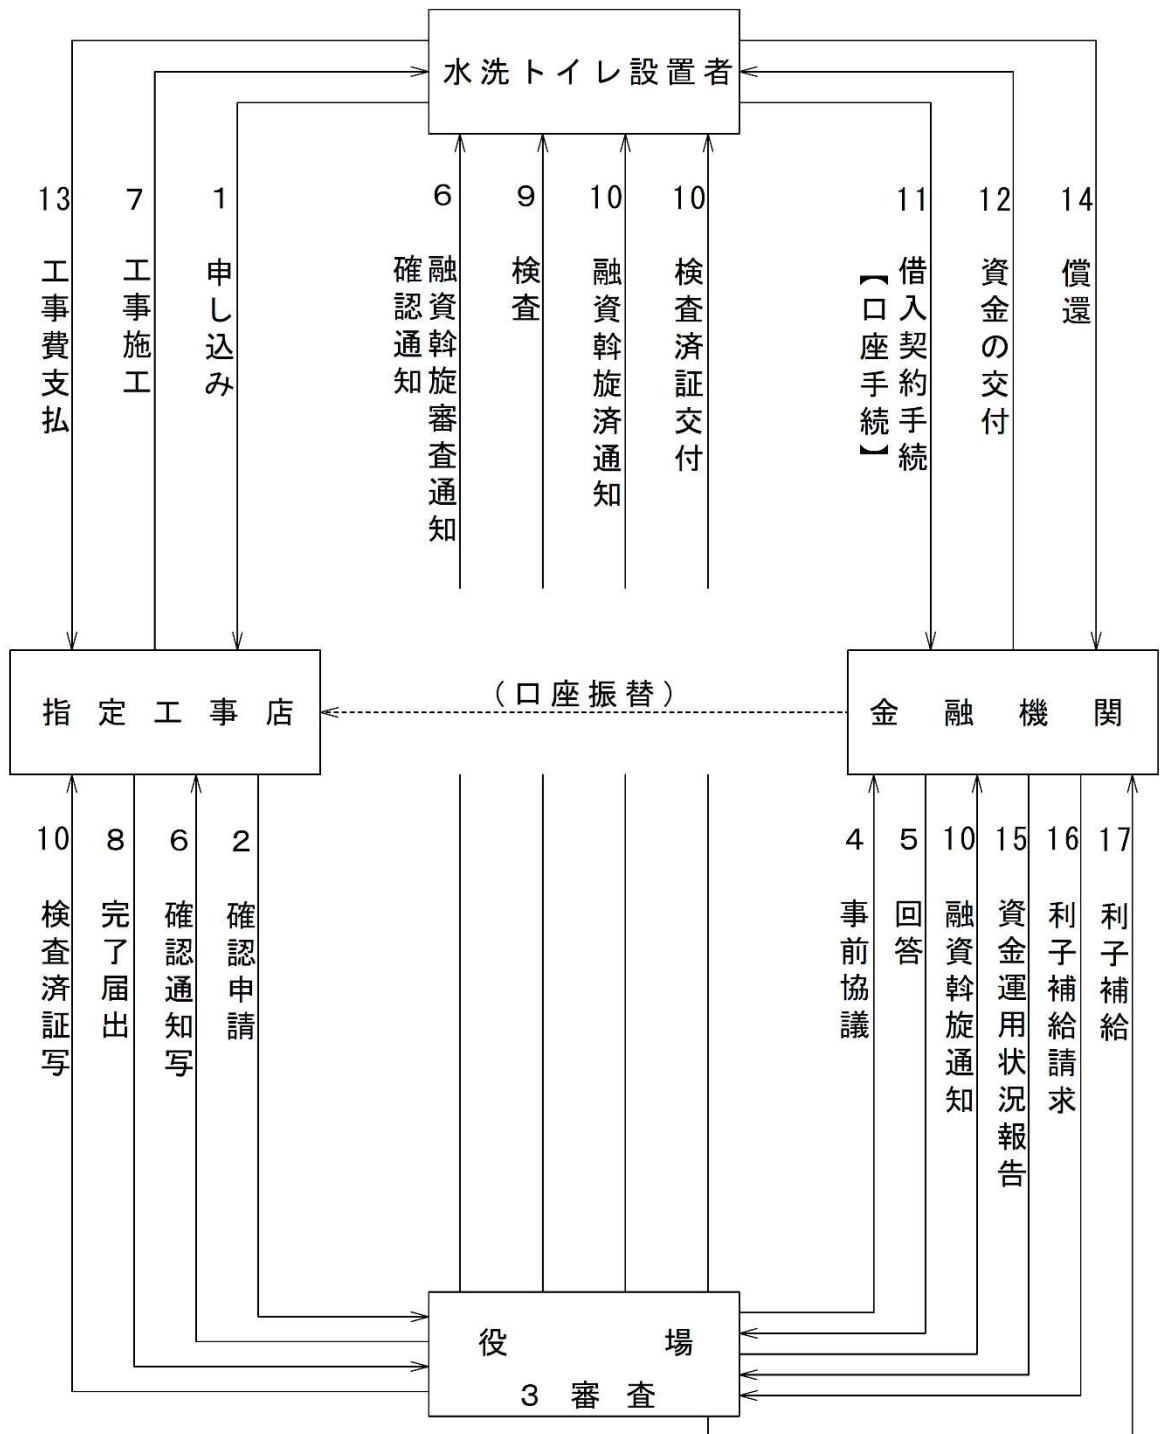 水洗トイレ設置者
13 工事費支払
7 工事施工
1 申し込み
6 融資斡旋審査通知
確認通知
9 検査
10 融資斡旋済通知
10 検査済証交付
11 借入契約手続
【口座手続】
12 資金の交付
14 償還
指定工事店
(口座振替)
金融機関
10 検査済証写
8 完了届出
6 確認通知写
2 確認申請
4 事前協議
5 回答
10 融資斡旋通知
15 資金運用状況報告
16 利子補給請求
17 利子補給
役場
3 審査